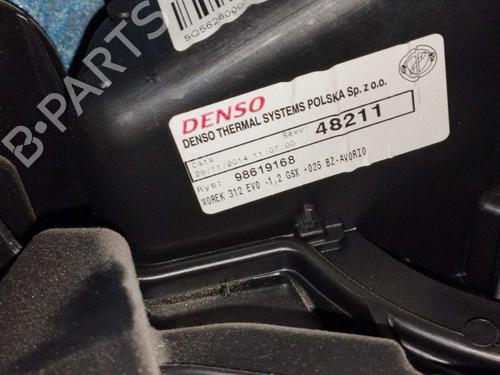 5Q5626000
DENSO
DENSO THERMAL SYSTEMS POLSKA Sp. z o.o.
Data Sekw: 48211
29/11/2014 11:07:00
Rys: 98619168
WOREK 312 EVO -1,2 GSX +025 BZ-AVORIO
B-PARTS